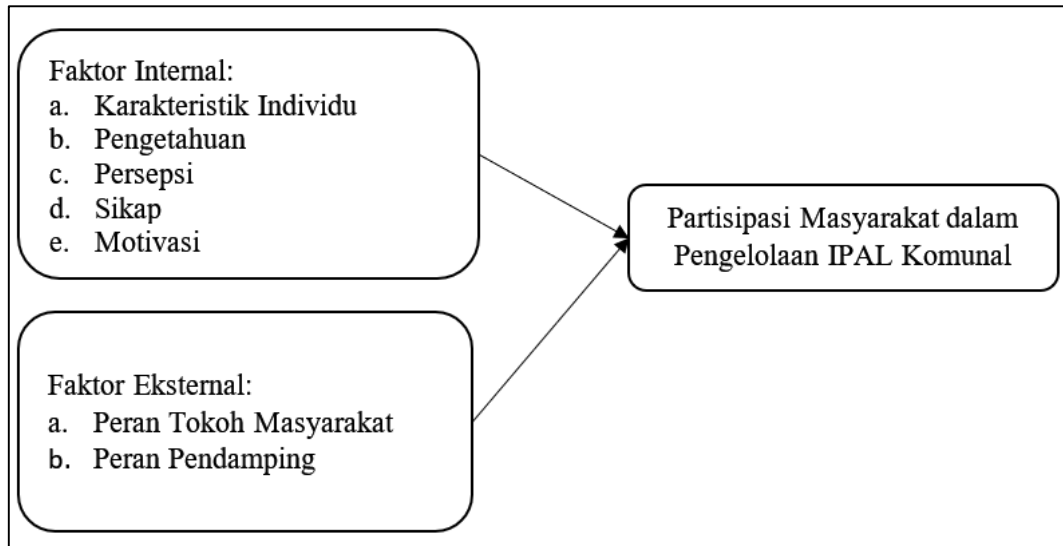 Faktor Internal:
a. Karakteristik Individu
b. Pengetahuan
c. Persepsi
d. Sikap
e. Motivasi
Partisipasi Masyarakat dalam
Pengelolaan IPAL Komunal
Faktor Eksternal:
a. Peran Tokoh Masyarakat
b. Peran Pendamping